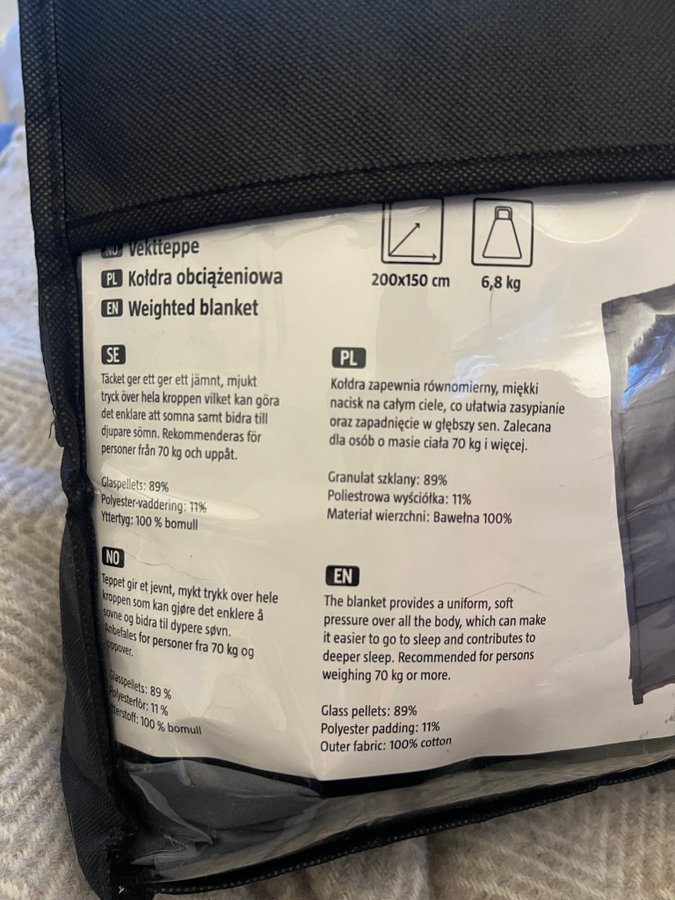 NO Vektteppe
PL Kołdra obciążeniowa
EN Weighted blanket
200x150 cm
6,8 kg
SE
Täcket ger ett ger ett jämnt, mjukt
tryck över hela kroppen vilket kan göra
det enklare att somna samt bidra till
djupare sömn. Rekommenderas för
personer från 70 kg och uppåt.
Glaspellets: 89%
Polyester-vaddering: 11%
Yttertyg: 100 % bomull
NO
Teppet gir et jevnt, mykt trykk over hele
kroppen som kan gjøre det enklere å
sovne og bidra til dypere søvn.
Anbefales for personer fra 70 kg og
oppover.
Glasspellets: 89 %
Polyesterfôr: 11 %
Ytterstoff: 100 % bomull
PL
Kołdra zapewnia równomierny, miękki
nacisk na całym ciele, co ułatwia zasypianie
oraz zapadnięcie w głębszy sen. Zalecana
dla osób o masie ciała 70 kg i więcej.
Granulat szklany: 89%
Poliestrowa wyściółka: 11%
Materiał wierzchni: Bawełna 100%
EN
The blanket provides a uniform, soft
pressure over all the body, which can make
it easier to go to sleep and contributes to
deeper sleep. Recommended for persons
weighing 70 kg or more.
Glass pellets: 89%
Polyester padding: 11%
Outer fabric: 100% cotton